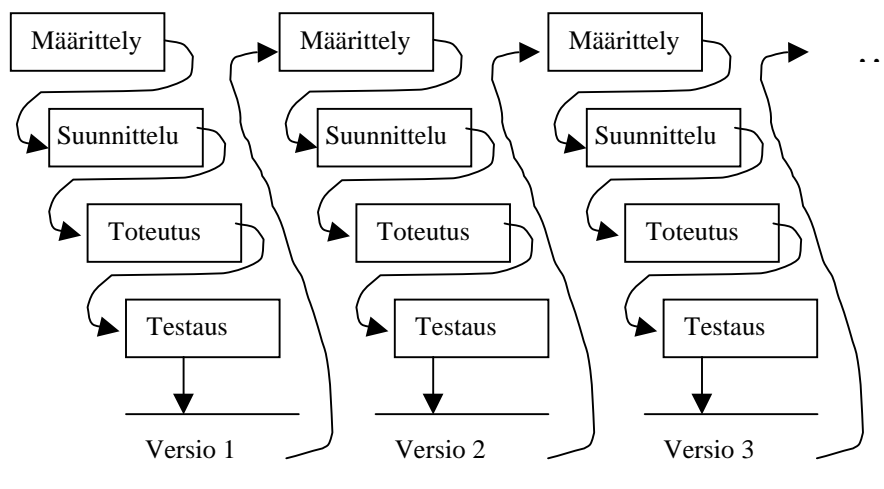 Määrittely Määrittely Määrittely . .
Suunnittelu Suunnittelu Suunnittelu
Toteutus Toteutus Toteutus
Testaus Testaus Testaus
Versio 1 Versio 2 Versio 3